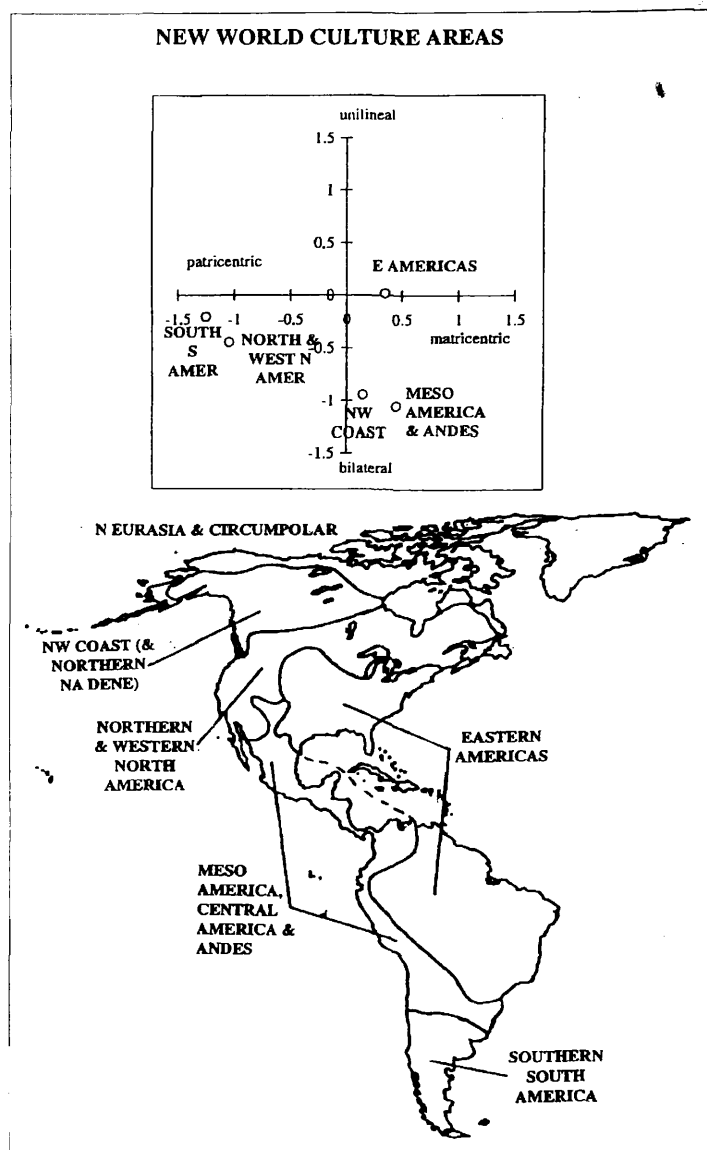 NEW WORLD CULTURE AREAS
unilineal
1.5
1
0.5
patricentric
E AMERICAS
0
-1.5
-1
-0.5
0
0.5
1
1.5
SOUTH
S
AMER
NORTH &
WEST N
AMER
-0.5
matricentric
-1
NW
COAST
MESO
AMERICA
& ANDES
-1.5
bilateral
N EURASIA & CIRCUMPOLAR
NW COAST (&
NORTHERN
NA DENE)
NORTHERN
& WESTERN
NORTH
AMERICA
EASTERN
AMERICAS
MESO
AMERICA,
CENTRAL
AMERICA &
ANDES
SOUTHERN
SOUTH
AMERICA